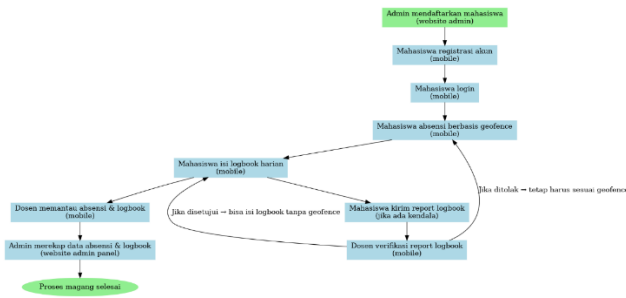 Admin mendaftarkan mahasiswa
(website admin)
Mahasiswa registrasi akun
(mobile)
Mahasiswa login
(mobile)
Mahasiswa absensi berbasis geofence
(mobile)
Mahasiswa isi logbook harian
(mobile)
Jika ditolak → tetap harus sesuai geofence
Dosen memantau absensi & logbook
(mobile)
Jika disetujui → bisa isi logbook tanpa geofence
Mahasiswa kirim report logbook
(jika ada kendala)
Admin merekap data absensi & logbook
(website admin panel)
Dosen verifikasi report logbook
(mobile)
Proses magang selesai